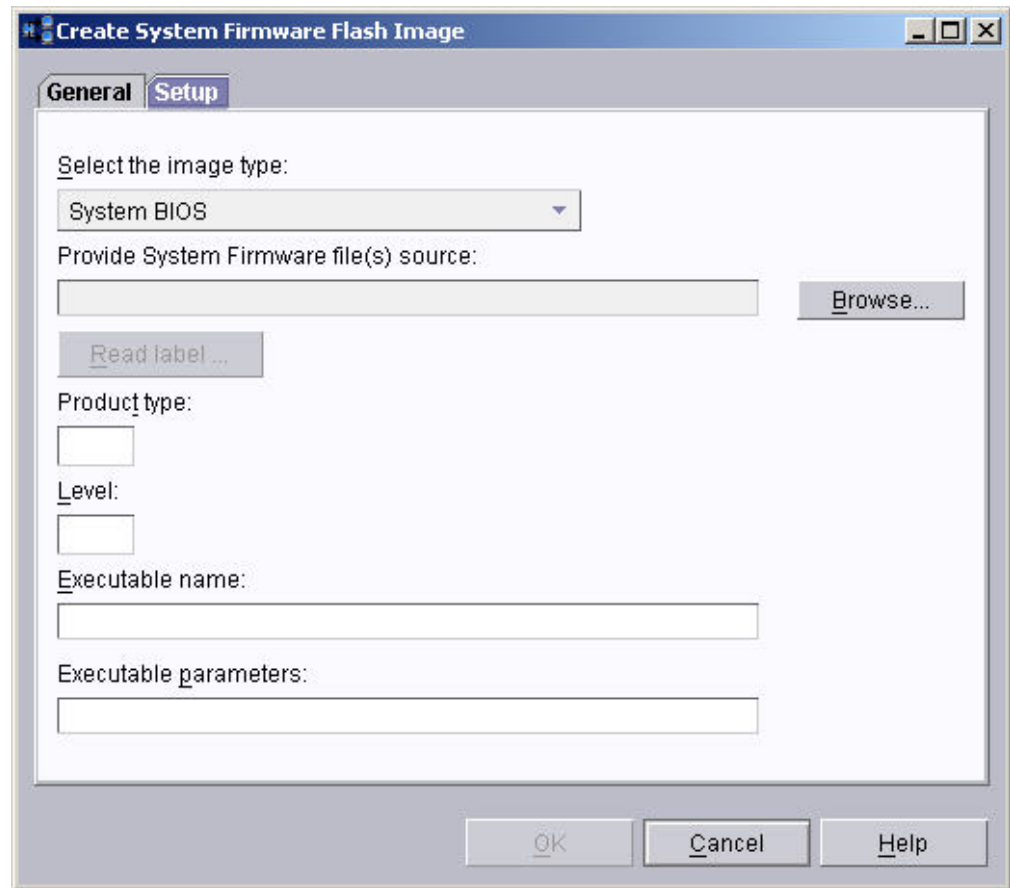 Create System Firmware Flash Image
General Setup
Select the image type:
System BIOS
Provide System Firmware file(s) source:
Browse...
Read label ...
Product type:
Level:
Executable name:
Executable parameters:
OK Cancel Help